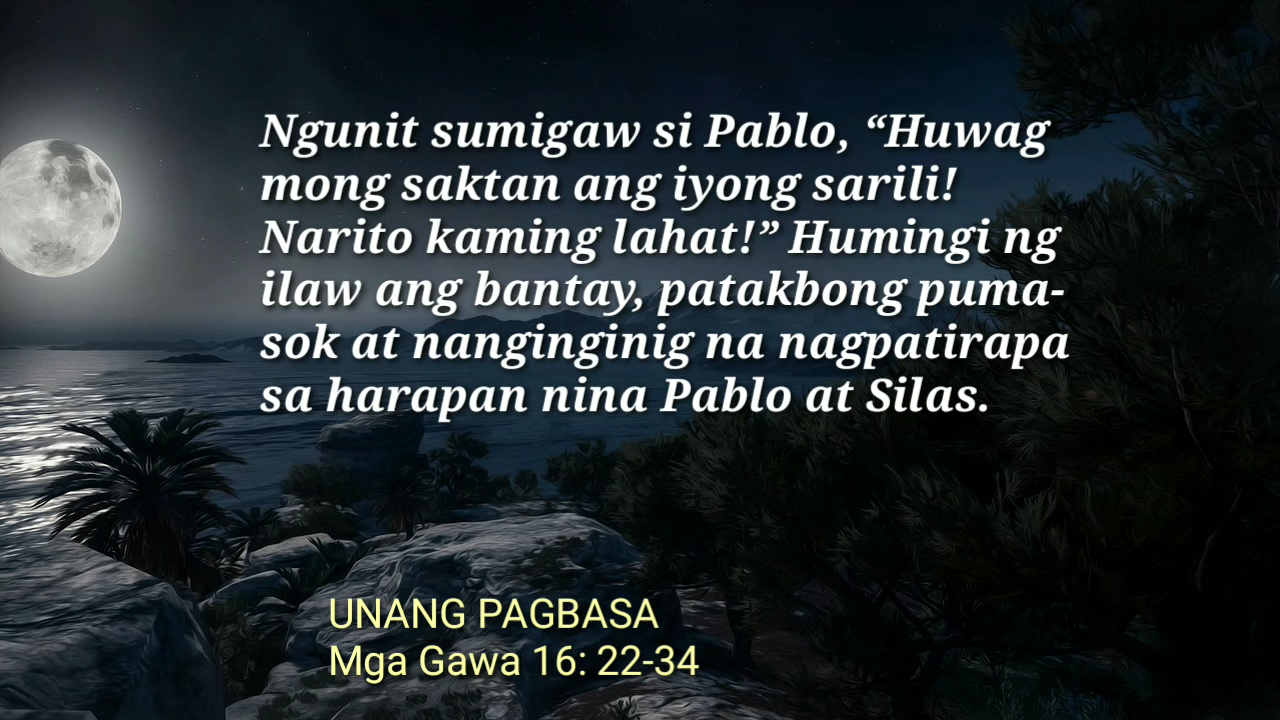 Ngunit sumigaw si Pablo, “Huwag
mong saktan ang iyong sarili!
Narito kaming lahat!” Humingi ng
ilaw ang bantay, patakbong puma-
sok at nanginginig na nagpatirapa
sa harapan nina Pablo at Silas.
UNANG PAGBASA
Mga Gawa 16: 22-34